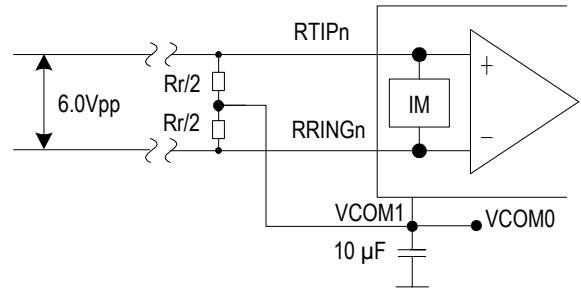 RTIPn
Rr/2
6.0Vpp
IM
Rr/2
RRINGn
VCOM1
VCOM0
10 µF